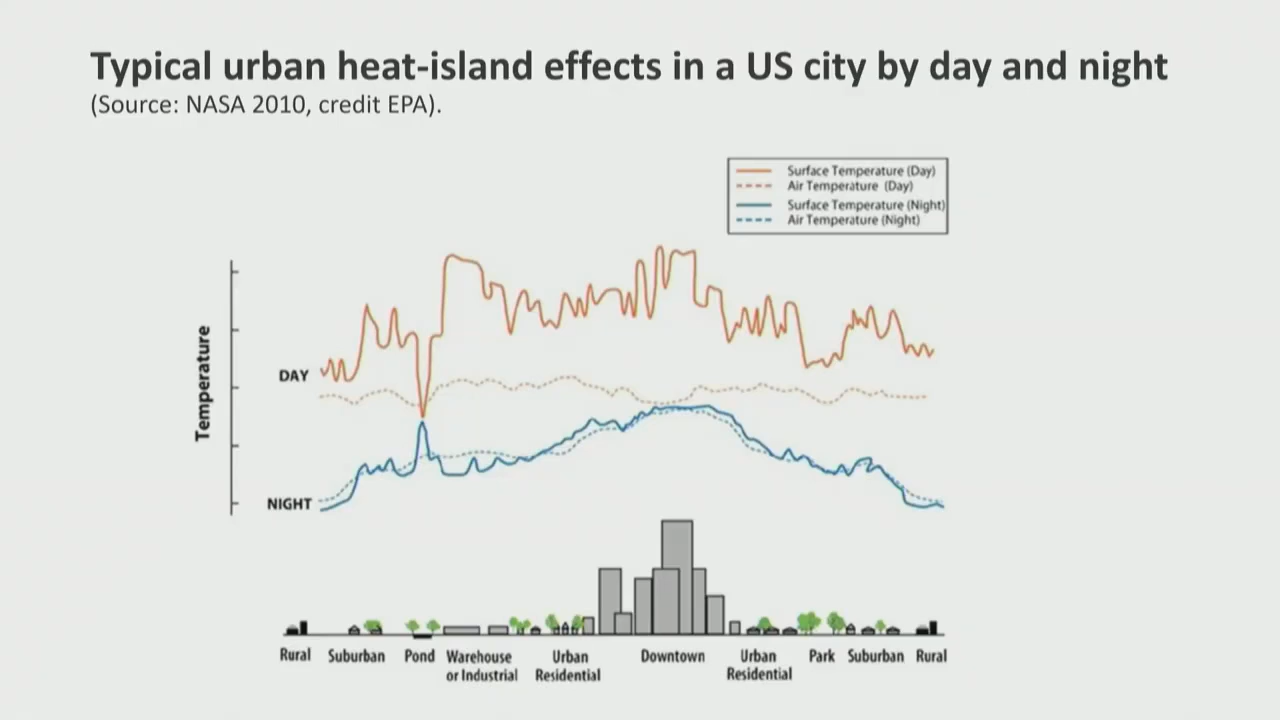 Typical urban heat-island effects in a US city by day and night
(Source: NASA 2010, credit EPA).
Surface Temperature (Day)
Air Temperature (Day)
Surface Temperature (Night)
Air Temperature (Night)
Temperature
DAY
NIGHT
Rural
Suburban
Pond
Warehouse
or Industrial
Urban
Residential
Downtown
Urban
Residential
Park
Suburban
Rural